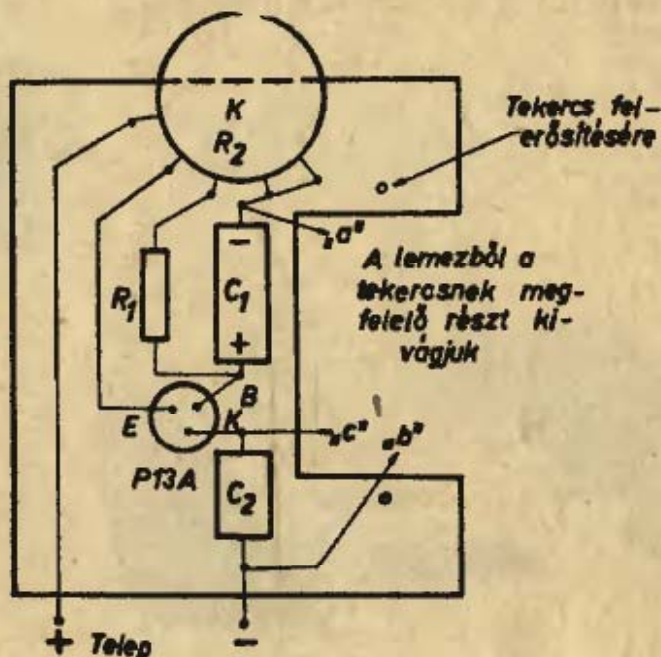 K
R2
Tekercs fel-
erősítésére
„a”
A lemezből a
tekercsnek meg-
felelő részt ki-
vágjuk
R1
-
C1
+
B
E
K
„c” „b”
P13A
C2
+ Telep -